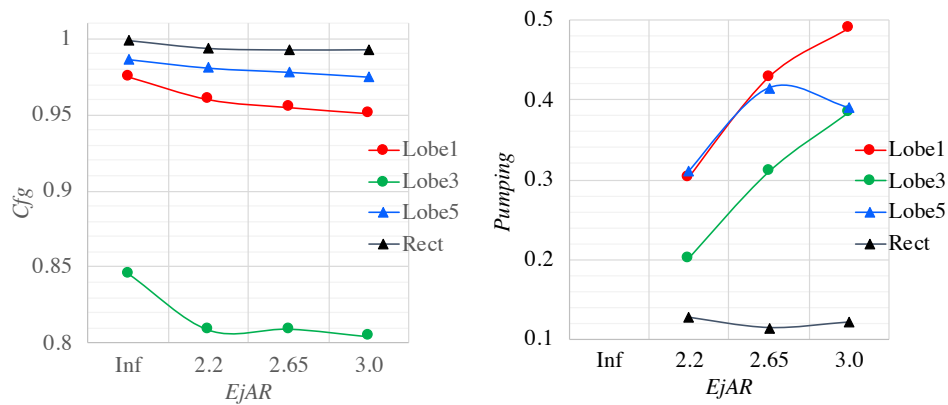 1
0.95
0.9
0.85
0.8
Cfg
Inf 2.2 2.65 3.0
EjAR
Lobe1
Lobe3
Lobe5
Rect
0.5
0.4
0.3
0.2
0.1
Pumping
Inf 2.2 2.65 3.0
EjAR
Lobe1
Lobe3
Lobe5
Rect